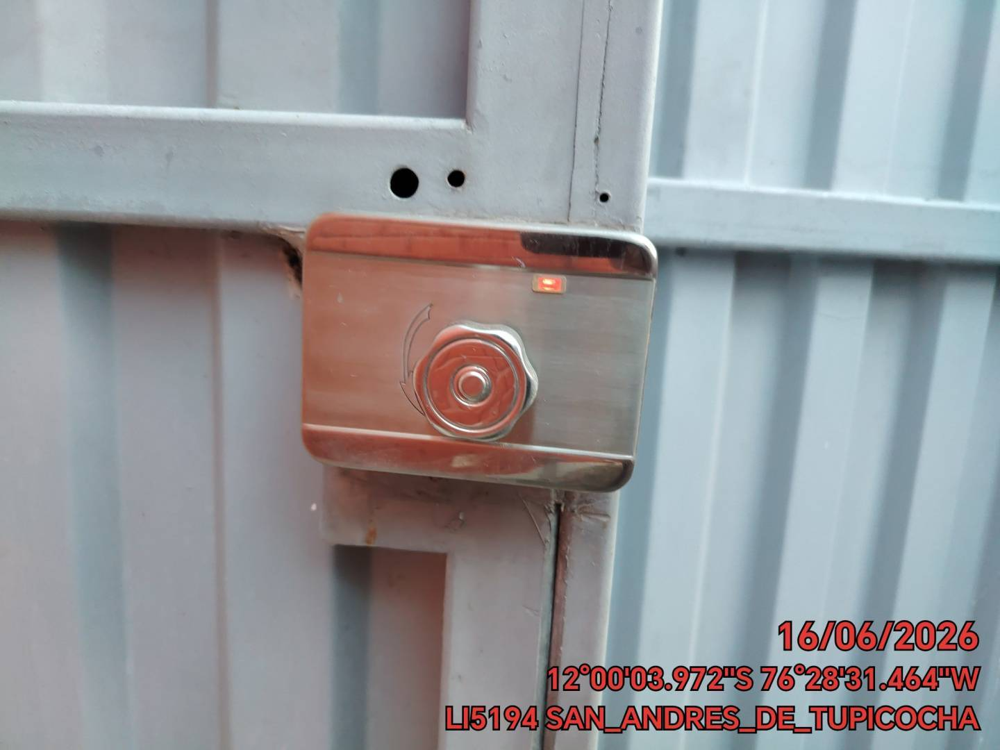 16/06/2026
12°00'03.972"S 76°28'31.464"W
LI5194 SAN_ANDRES_DE_TUPICOCHA